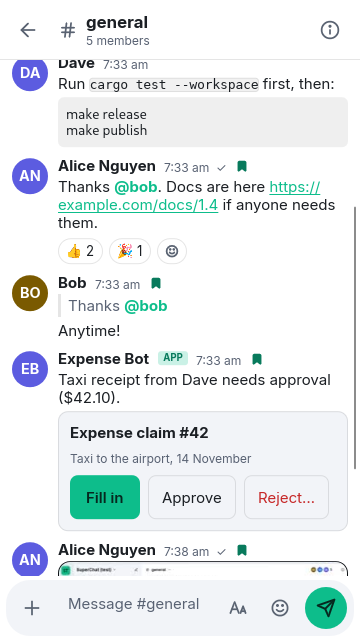 general
5 members
DA
Dave 7:33 am
Run cargo test --workspace first, then:
make release
make publish
AN
Alice Nguyen 7:33 am ✓
Thanks @bob. Docs are here https://
example.com/docs/1.4 if anyone needs
them.
👍 2 🎉 1
BO
Bob 7:33 am
Thanks @bob
Anytime!
EB
Expense Bot APP 7:33 am
Taxi receipt from Dave needs approval
($42.10).
Expense claim #42
Taxi to the airport, 14 November
Fill in Approve Reject...
AN
Alice Nguyen 7:38 am ✓
SuperChat (test) general
Message #general